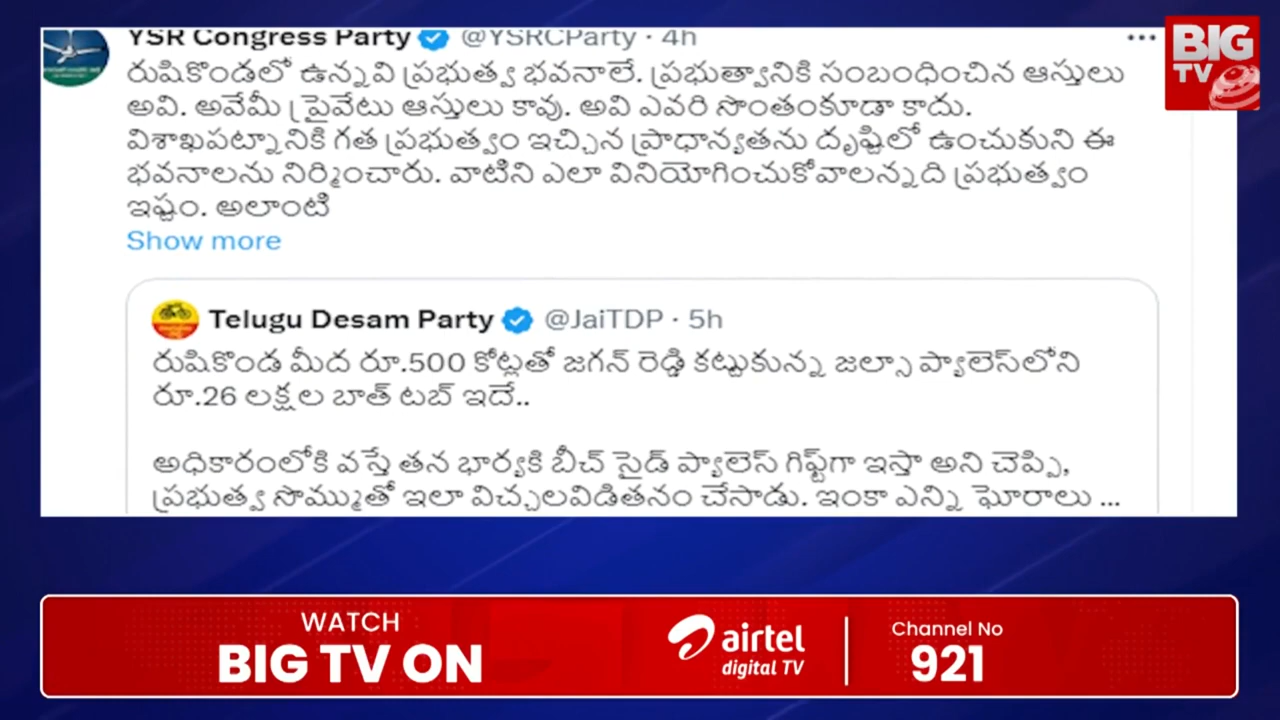 YSR Congress Party @YSRCParty · 4h
BIG
TV
రుషికొండలో ఉన్నవి ప్రభుత్వ భవనాలే. ప్రభుత్వానికి సంబంధించిన ఆస్తులు
అవి. అవేమీ ప్రైవేటు ఆస్తులు కావు. అవి ఎవరి సొంతంకూడా కాదు.
విశాఖపట్నానికి గత ప్రభుత్వం ఇచ్చిన ప్రాధాన్యతను దృష్టిలో ఉంచుకుని ఈ
భవనాలను నిర్మించారు. వాటిని ఎలా వినియోగించుకోవాలన్నది ప్రభుత్వం
ఇష్టం. అలాంటి
Show more
Telugu Desam Party @JaiTDP · 5h
రుషికొండ మీద రూ.500 కోట్లతో జగన్ రెడ్డి కట్టుకున్న జల్సా ప్యాలెస్‌లోని
రూ.26 లక్షల బాత్ టబ్ ఇదే..
అధికారంలోకి వస్తే తన భార్యకి బీచ్ సైడ్ ప్యాలెస్ గిఫ్ట్‌గా ఇస్తా అని చెప్పి,
ప్రభుత్వ సొమ్ముతో ఇలా విచ్చలవిడితనం చేసాడు. ఇంకా ఎన్ని ఘోరాలు ...
WATCH
BIG TV ON
airtel
digital TV
Channel No
921